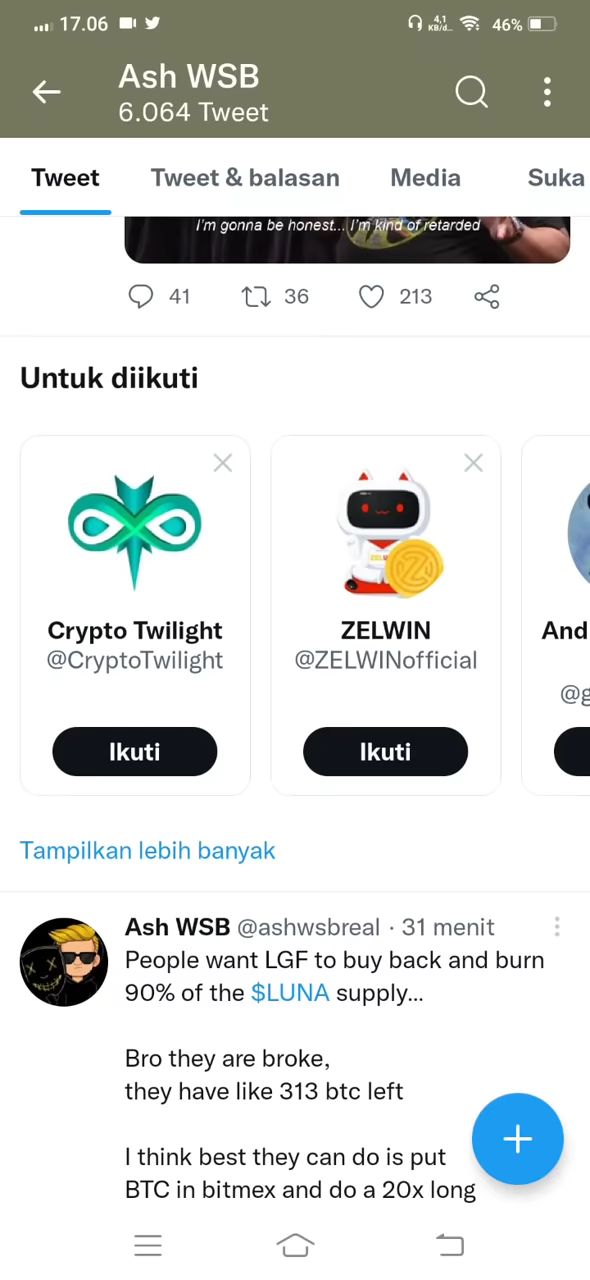 17.06
4,1
KB/d...
46%
Ash WSB
6.064 Tweet
Tweet
Tweet & balasan
Media
Suka
I'm gonna be honest... I'm kind of retarded
41
36
213
Untuk diikuti
Crypto Twilight
@CryptoTwilight
Ikuti
ZELWIN
@ZELWINofficial
Ikuti
And
@g
Tampilkan lebih banyak
Ash WSB @ashwsbreal · 31 menit
People want LGF to buy back and burn
90% of the $LUNA supply...
Bro they are broke,
they have like 313 btc left
I think best they can do is put
BTC in bitmex and do a 20x long